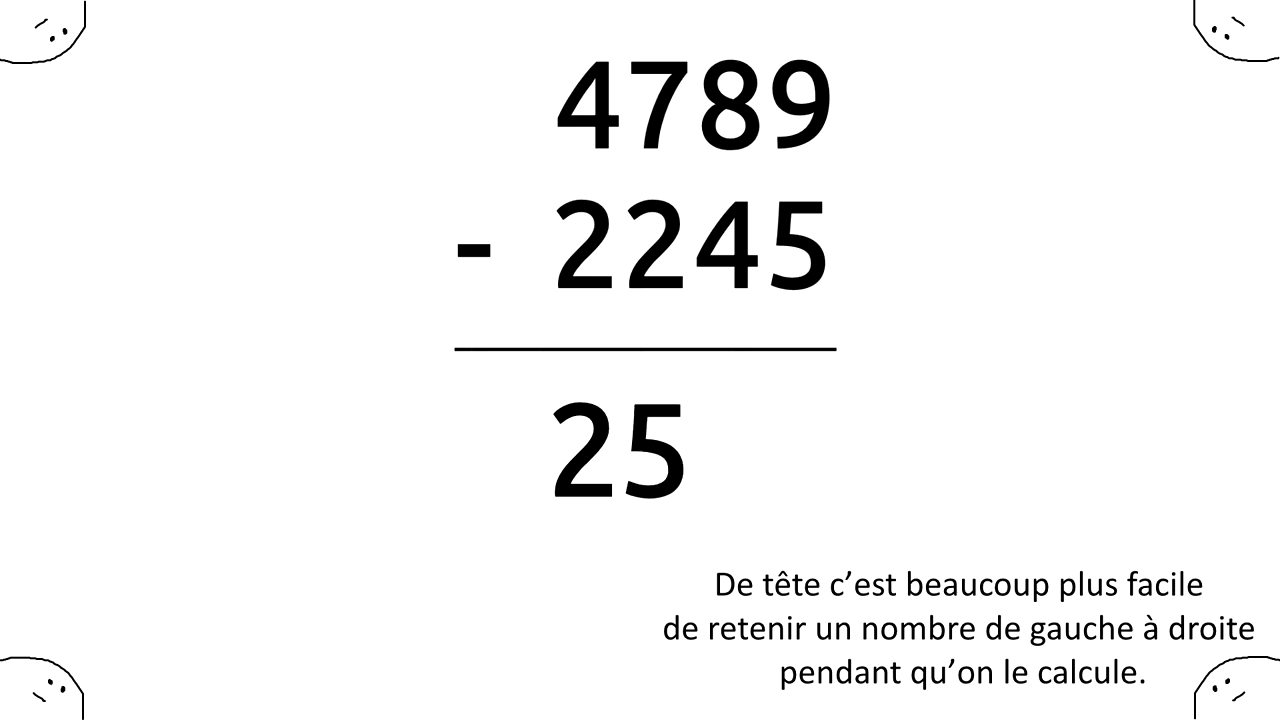 4789
- 2245
25
De tête c’est beaucoup plus facile
de retenir un nombre de gauche à droite
pendant qu’on le calcule.